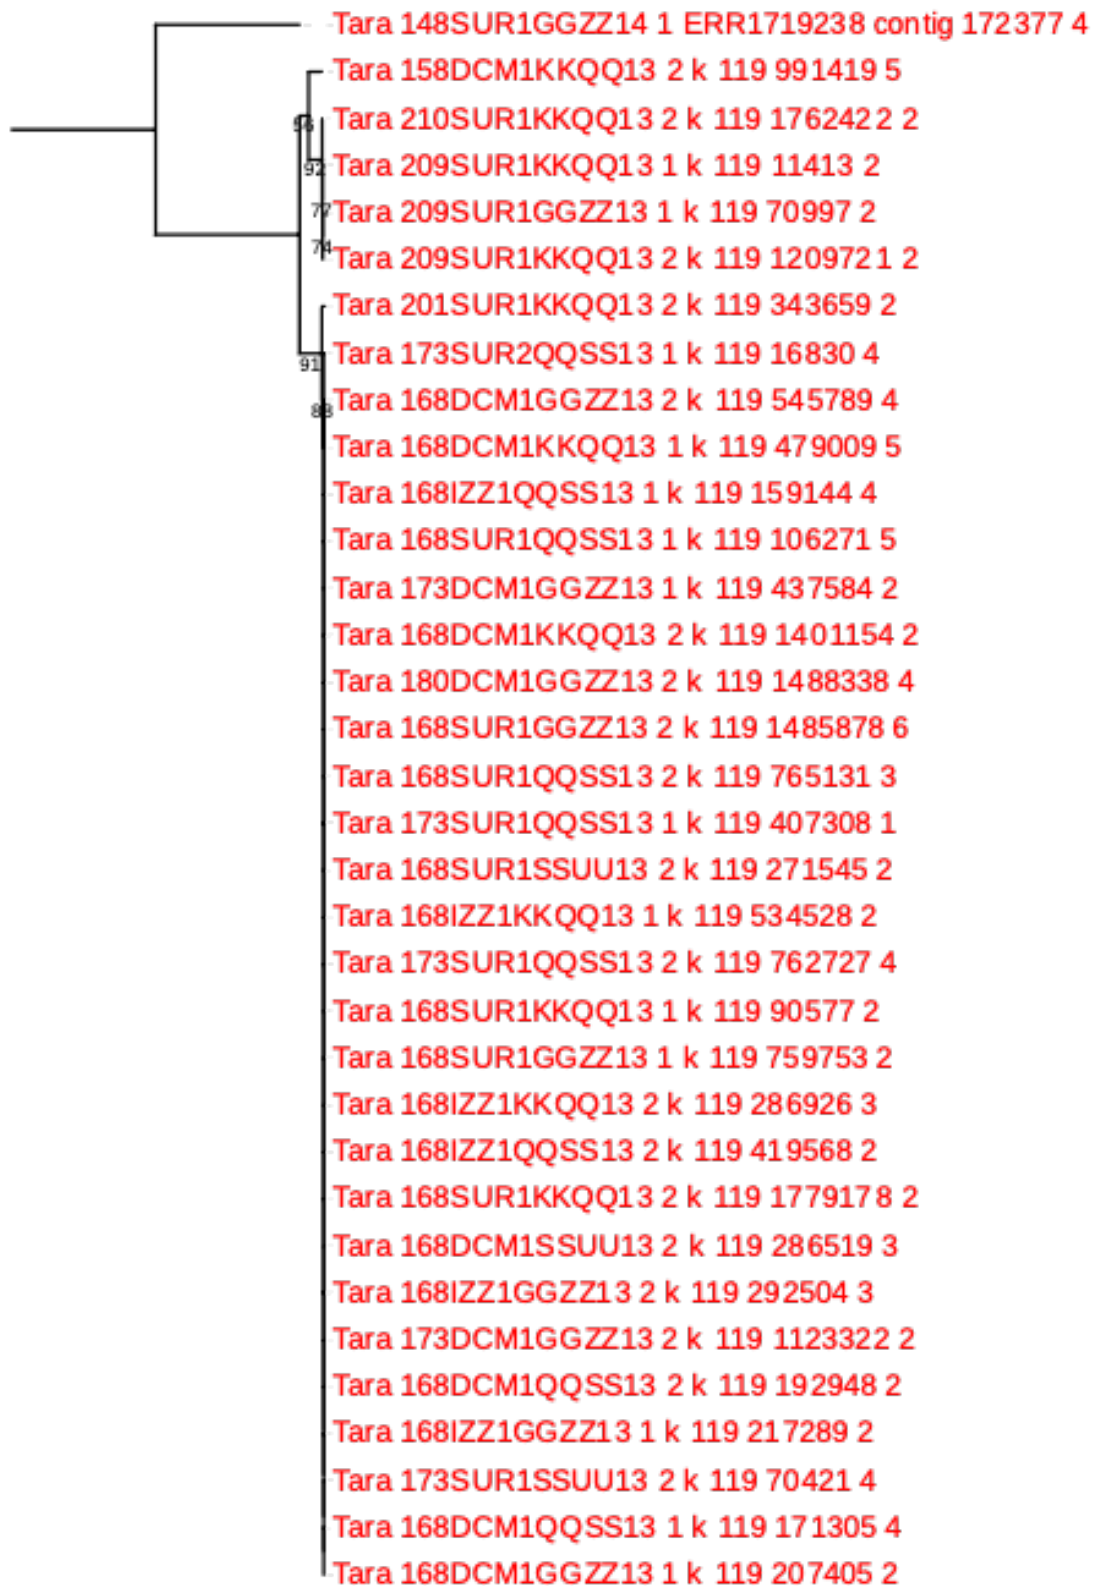 Tara 148SUR1GGZZ14 1 ERR1719238 contig 172377 4
Tara 158DCM1KKQQ13 2 k 119 991419 5
56
Tara 210SUR1KKQQ13 2 k 119 1762422 2
92
Tara 209SUR1KKQQ13 1 k 119 11413 2
77
Tara 209SUR1GGZZ13 1 k 119 70997 2
74
Tara 209SUR1KKQQ13 2 k 119 1209721 2
Tara 201SUR1KKQQ13 2 k 119 343659 2
91
Tara 173SUR2QQSS13 1 k 119 16830 4
88
Tara 168DCM1GGZZ13 2 k 119 545789 4
Tara 168DCM1KKQQ13 1 k 119 479009 5
Tara 168IZZ1QQSS13 1 k 119 159144 4
Tara 168SUR1QQSS13 1 k 119 106271 5
Tara 173DCM1GGZZ13 1 k 119 437584 2
Tara 168DCM1KKQQ13 2 k 119 1401154 2
Tara 180DCM1GGZZ13 2 k 119 1488338 4
Tara 168SUR1GGZZ13 2 k 119 1485878 6
Tara 168SUR1QQSS13 2 k 119 765131 3
Tara 173SUR1QQSS13 1 k 119 407308 1
Tara 168SUR1SSUU13 2 k 119 271545 2
Tara 168IZZ1KKQQ13 1 k 119 534528 2
Tara 173SUR1QQSS13 2 k 119 762727 4
Tara 168SUR1KKQQ13 1 k 119 90577 2
Tara 168SUR1GGZZ13 1 k 119 759753 2
Tara 168IZZ1KKQQ13 2 k 119 286926 3
Tara 168IZZ1QQSS13 2 k 119 419568 2
Tara 168SUR1KKQQ13 2 k 119 1779178 2
Tara 168DCM1SSUU13 2 k 119 286519 3
Tara 168IZZ1GGZZ13 2 k 119 292504 3
Tara 173DCM1GGZZ13 2 k 119 1123322 2
Tara 168DCM1QQSS13 2 k 119 192948 2
Tara 168IZZ1GGZZ13 1 k 119 217289 2
Tara 173SUR1SSUU13 2 k 119 70421 4
Tara 168DCM1QQSS13 1 k 119 171305 4
Tara 168DCM1GGZZ13 1 k 119 207405 2